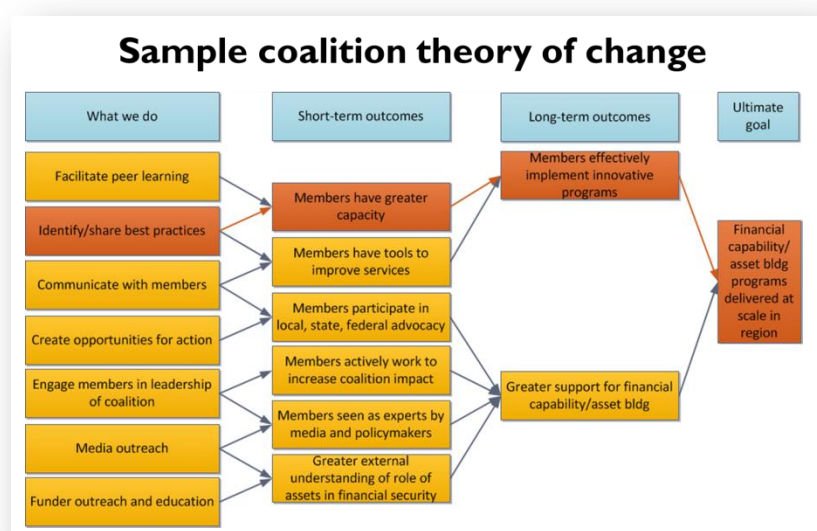 Sample coalition theory of change
What we do
Short-term outcomes
Long-term outcomes
Ultimate
goal
Facilitate peer learning
Identify/share best practices
Communicate with members
Create opportunities for action
Engage members in leadership
of coalition
Media outreach
Funder outreach and education
Members have greater
capacity
Members have tools to
improve services
Members participate in
local, state, federal advocacy
Members actively work to
increase coalition impact
Members seen as experts by
media and policymakers
Greater external
understanding of role of
assets in financial security
Members effectively
implement innovative
programs
Greater support for financial
capability/asset bldg
Financial
capability/
asset bldg
programs
delivered at
scale in
region